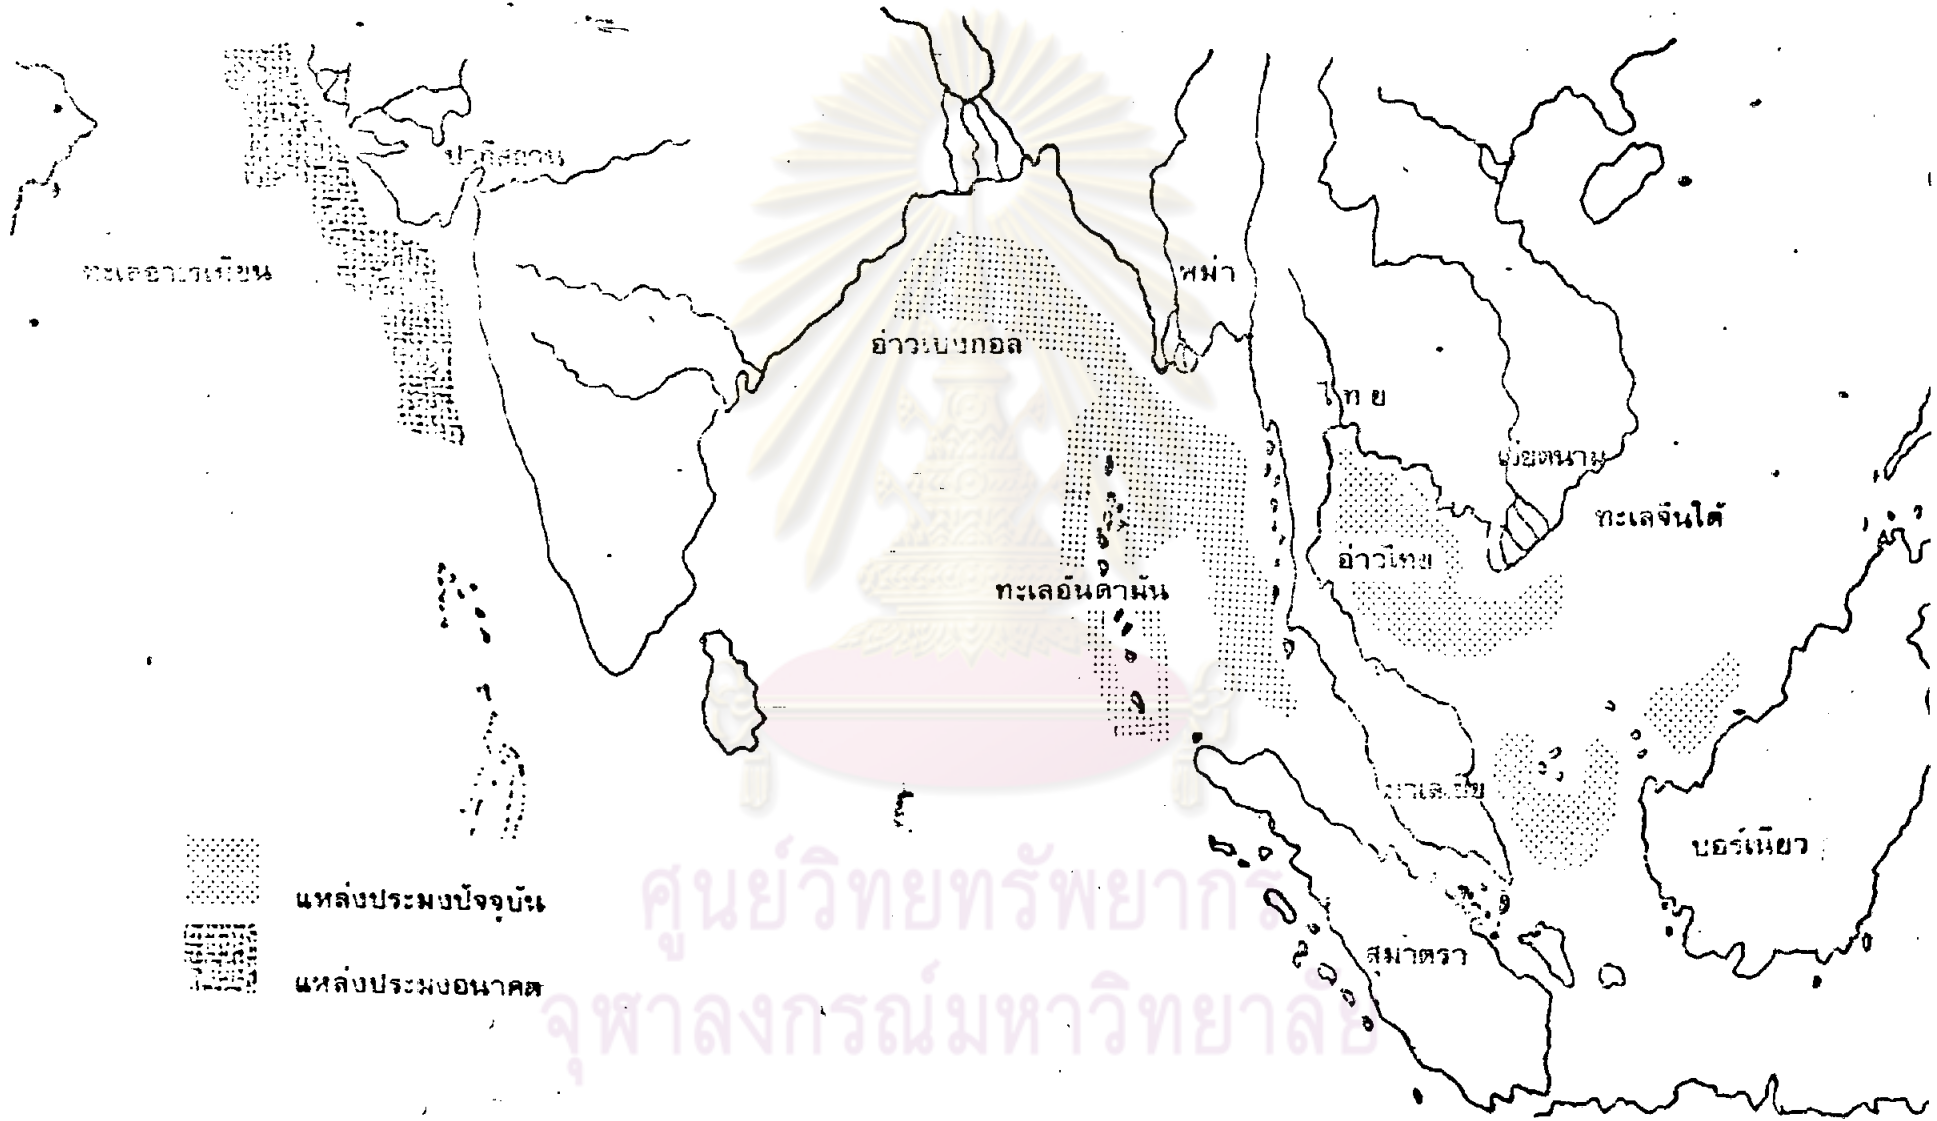 ปากีสถาน
ทะเลอาเรเบียน
พม่า
อ่าวเบงกอล
ไทย
เวียดนาม
ทะเลจีนใต้
อ่าวไทย
ทะเลอันดามัน
มาเลเซีย
บอร์เนียว
แหล่งประมงปัจจุบัน
สุมาตรา
แหล่งประมงอนาคต
ศูนย์วิทยทรัพยากร
จุฬาลงกรณ์มหาวิทยาลัย